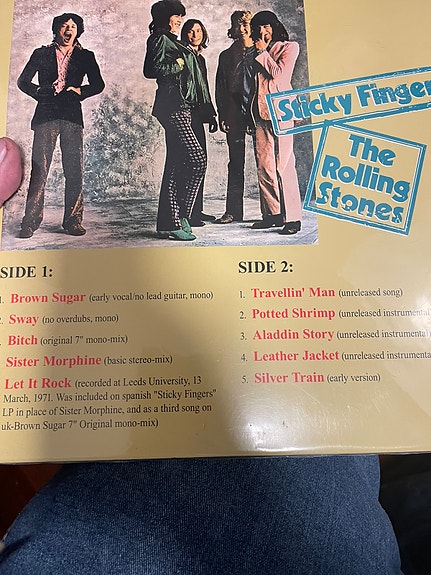 Sticky Finger
The
Rolling
Stones
SIDE 1:
1. Brown Sugar (early vocal/no lead guitar, mono)
2. Sway (no overdubs, mono)
3. Bitch (original 7" mono-mix)
Sister Morphine (basic stereo-mix)
Let It Rock (recorded at Leeds University, 13
March, 1971. Was included on spanish "Sticky Fingers"
LP in place of Sister Morphine, and as a third song on
uk-Brown Sugar 7" Original mono-mix)
SIDE 2:
1. Travellin' Man (unreleased song)
2. Potted Shrimp (unreleased instrumental)
3. Aladdin Story (unreleased instrumental)
4. Leather Jacket (unreleased instrumenta
5. Silver Train (early version)